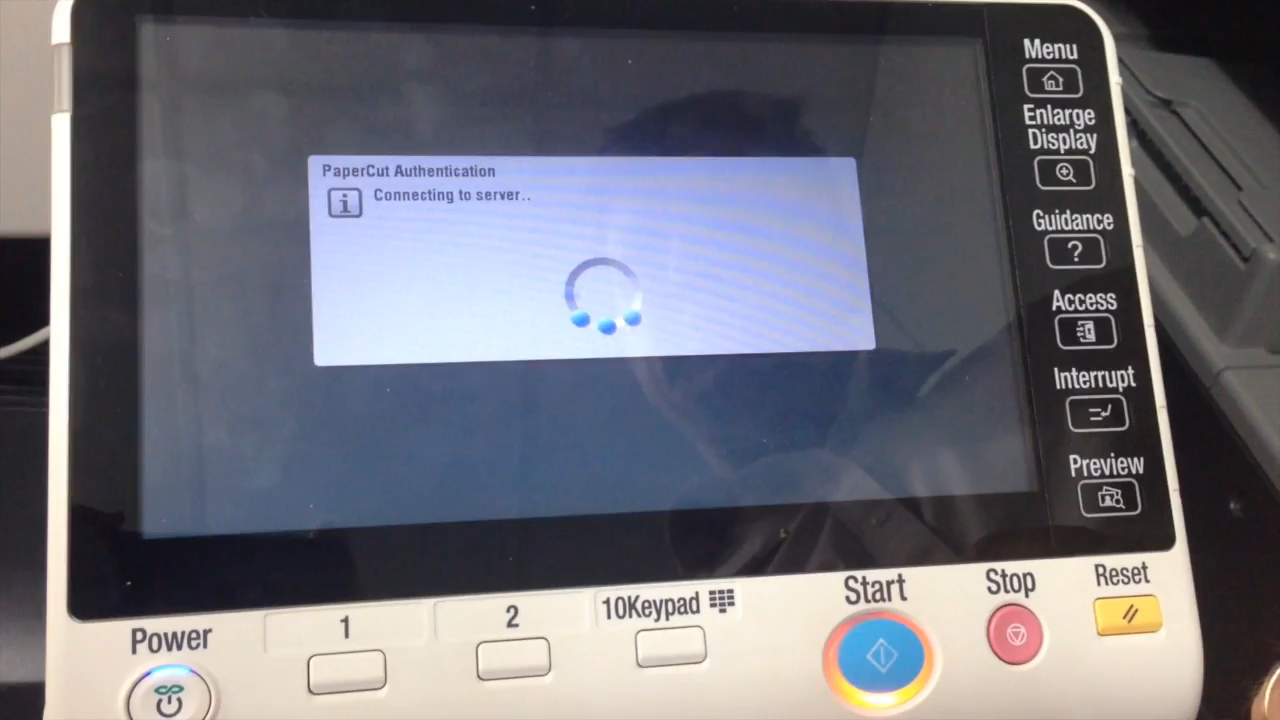 PaperCut Authentication
Connecting to server..
Menu
Enlarge
Display
Guidance
?
Access
Interrupt
Preview
Power
1
2
10Keypad
Start
Stop
Reset